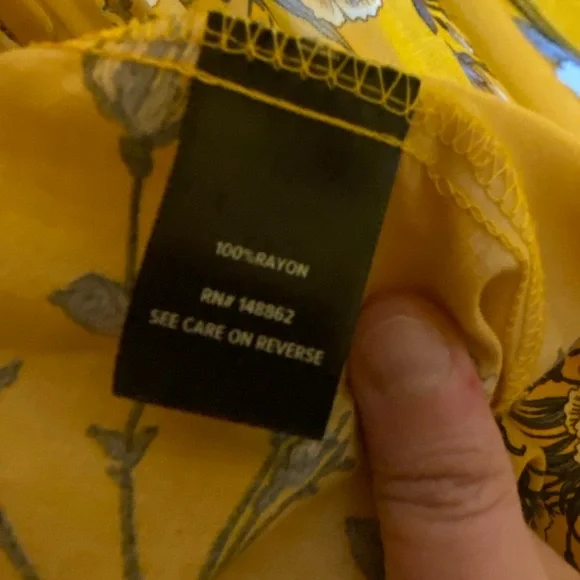 100%RAYON
RN# 148862
SEE CARE ON REVERSE